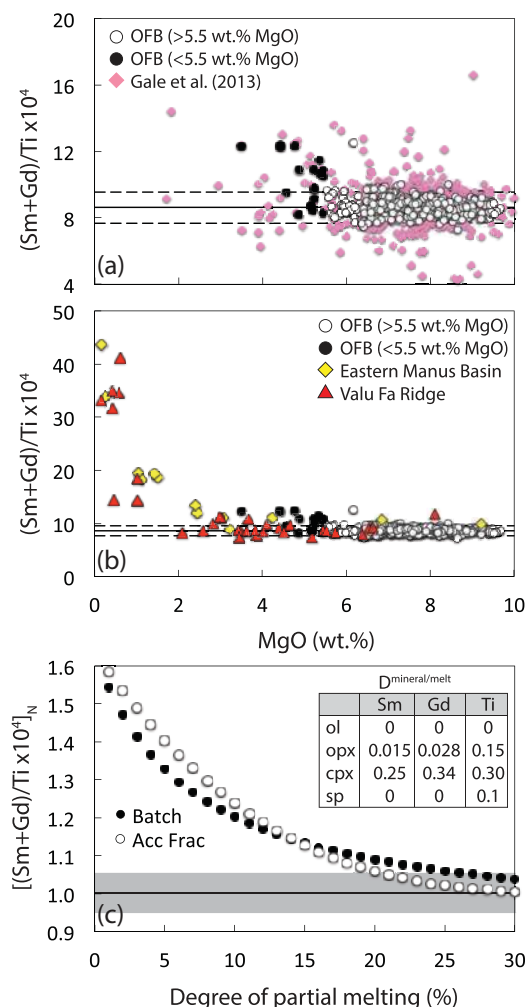 20
16
12
8
4
(Sm+Gd)/Ti x10⁴
OFB (>5.5 wt.% MgO)
OFB (<5.5 wt.% MgO)
Gale et al. (2013)
(a)
50
40
30
20
10
0
(Sm+Gd)/Ti x10⁴
OFB (>5.5 wt.% MgO)
OFB (<5.5 wt.% MgO)
Eastern Manus Basin
Valu Fa Ridge
(b)
0 2 4 6 8 10
MgO (wt.%)
1.6
1.5
1.4
1.3
1.2
1.1
1.0
0.9
[(Sm+Gd)/Ti x10⁴]N
Dmineral/melt
Sm Gd Ti
ol 0 0 0
opx 0.015 0.028 0.15
cpx 0.25 0.34 0.30
sp 0 0 0.1
Batch
Acc Frac
(c)
0 5 10 15 20 25 30
Degree of partial melting (%)